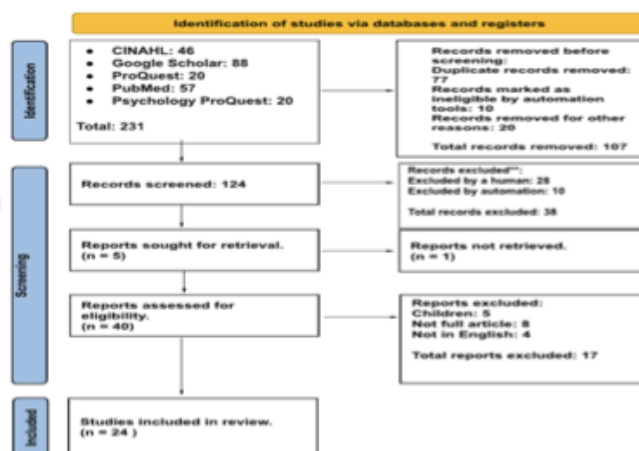 Identification of studies via databases and registers
Identification
● CINAHL: 46
● Google Scholar: 88
● ProQuest: 20
● PubMed: 57
● Psychology ProQuest: 20
Total: 231
Records removed before
screening:
Duplicate records removed:
77
Records marked as
ineligible by automation
tools: 10
Records removed for other
reasons: 20
Total records removed: 107
Screening
Records screened: 124
Records excluded**:
Excluded by a human: 28
Excluded by automation: 10
Total records excluded: 38
Reports sought for retrieval.
(n = 5)
Reports not retrieved.
(n = 1)
Reports assessed for
eligibility.
(n = 40)
Reports excluded:
Children: 5
Not full article: 8
Not in English: 4
Total reports excluded: 17
Included
Studies included in review.
(n = 24 )